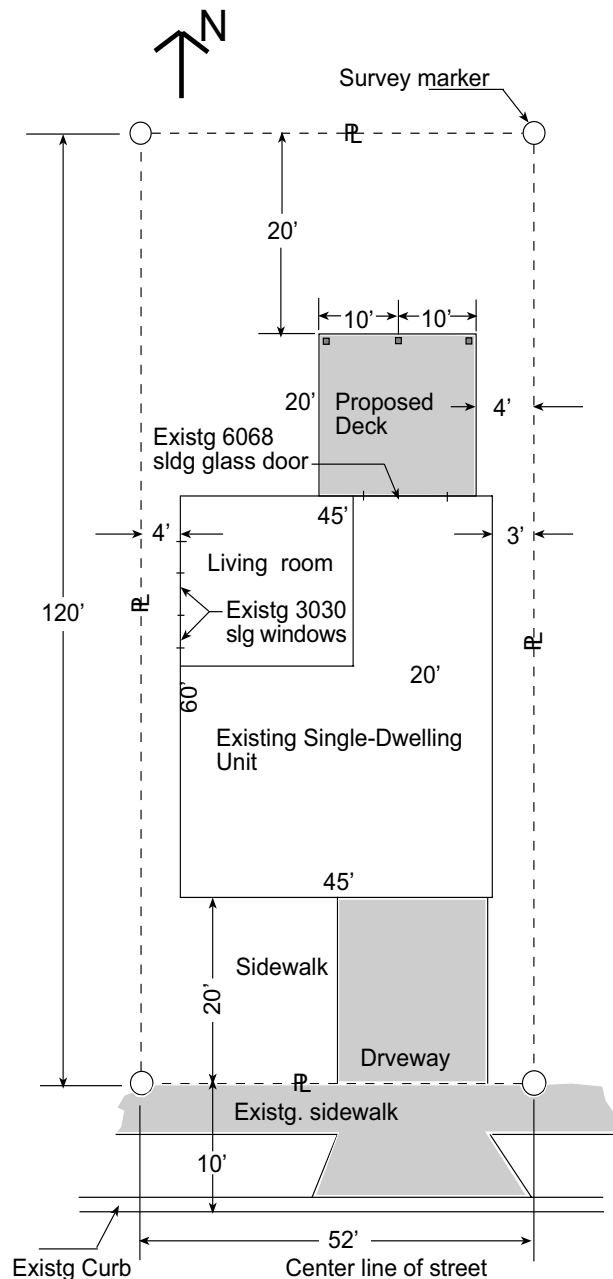 N
Survey marker
PL
20'
10' 10'
20'
Proposed
Deck
4'
Existg 6068
sldg glass door
45'
4'
3'
Living room
120'
PL
Existg 3030
slg windows
PL
60'
20'
Existing Single-Dwelling
Unit
45'
Sidewalk
20'
Drveway
PL
Existg. sidewalk
10'
52'
Existg Curb
Center line of street